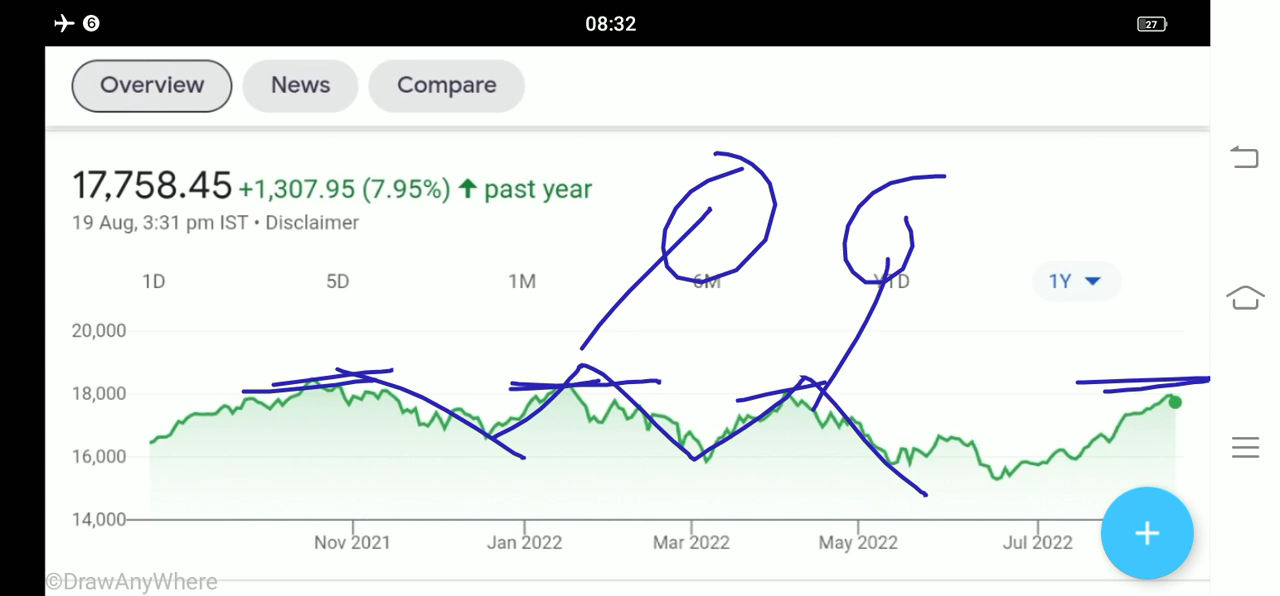 6 08:32 27
Overview News Compare
17,758.45 +1,307.95 (7.95%) ↑ past year
19 Aug, 3:31 pm IST • Disclaimer
1D 5D 1M 6M YTD 1Y
20,000
18,000
16,000
14,000
Nov 2021 Jan 2022 Mar 2022 May 2022 Jul 2022
©DrawAnyWhere